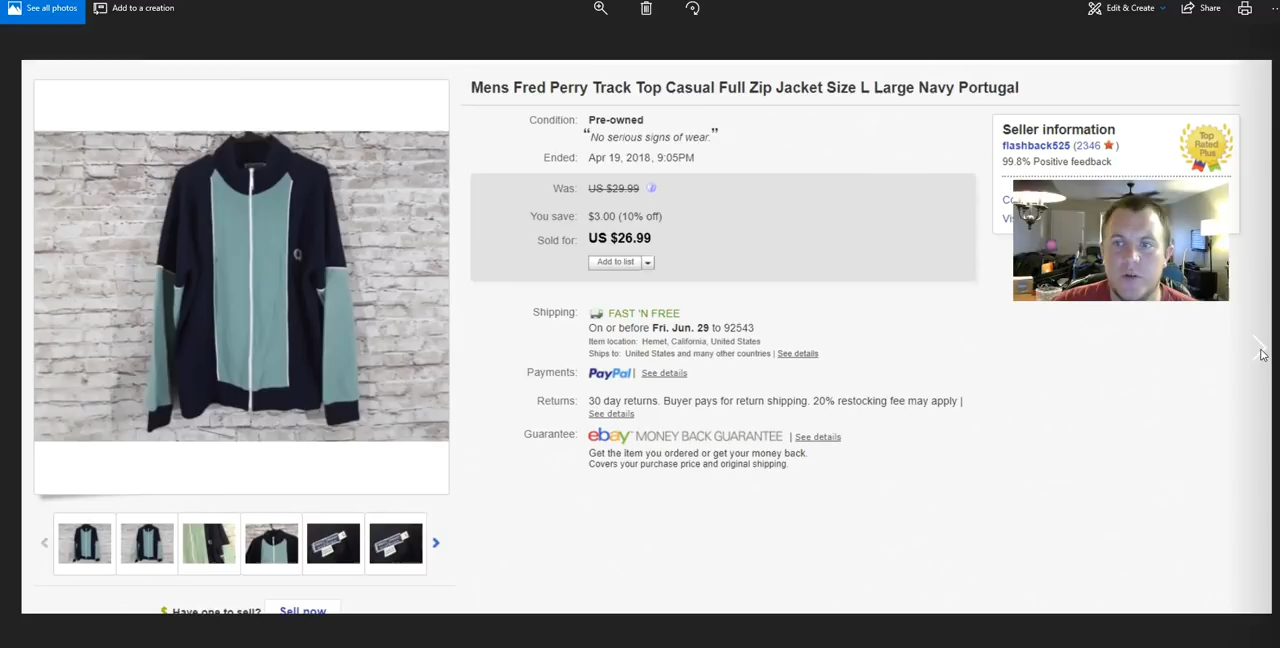 See all photos
Add to a creation
Edit & Create
Share
Mens Fred Perry Track Top Casual Full Zip Jacket Size L Large Navy Portugal
Condition: Pre-owned
“No serious signs of wear.”
Ended: Apr 19, 2018, 9:05PM
Was: US $29.99
You save: $3.00 (10% off)
Sold for: US $26.99
Add to list
Shipping: FAST 'N FREE
On or before Fri. Jun. 29 to 92543
Item location: Hemet, California, United States
Ships to: United States and many other countries | See details
Payments: PayPal | See details
Returns: 30 day returns. Buyer pays for return shipping. 20% restocking fee may apply |
See details
Guarantee: ebay MONEY BACK GUARANTEE | See details
Get the item you ordered or get your money back.
Covers your purchase price and original shipping.
Seller information
flashback525 (2346 )
99.8% Positive feedback
Top
Rated
Plus
$ Have one to sell? Sell now